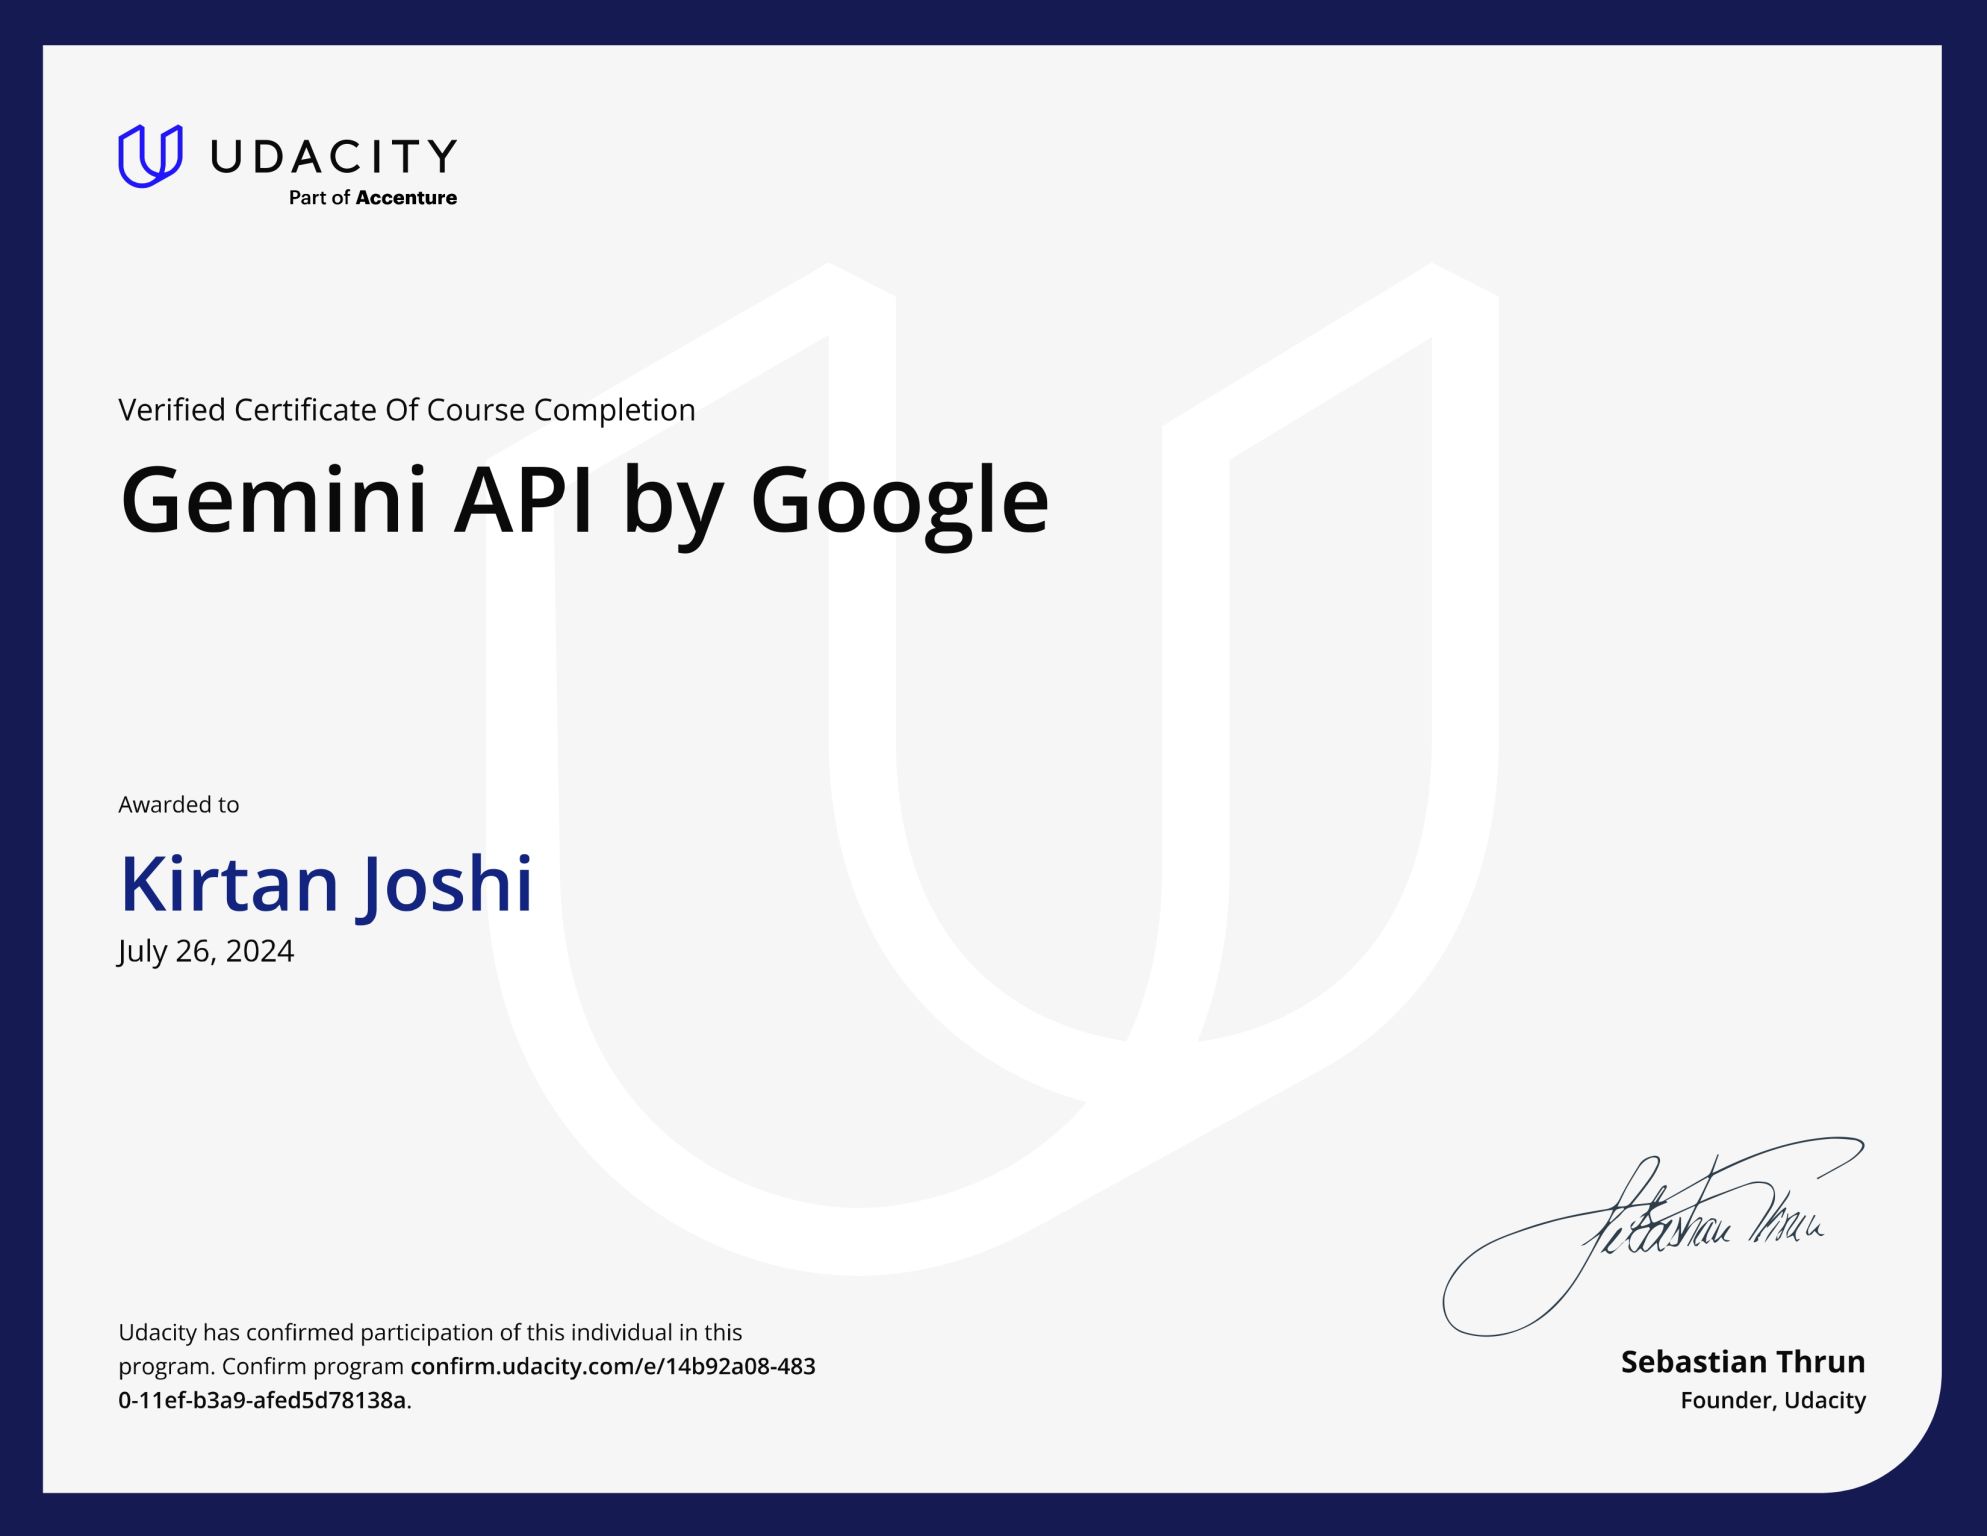 UDACITY
Part of Accenture
Verified Certificate Of Course Completion
Gemini API by Google
Awarded to
Kirtan Joshi
July 26, 2024
Sebastian Thrun
Udacity has confirmed participation of this individual in this
program. Confirm program confirm.udacity.com/e/14b92a08-483
0-11ef-b3a9-afed5d78138a.
Sebastian Thrun
Founder, Udacity